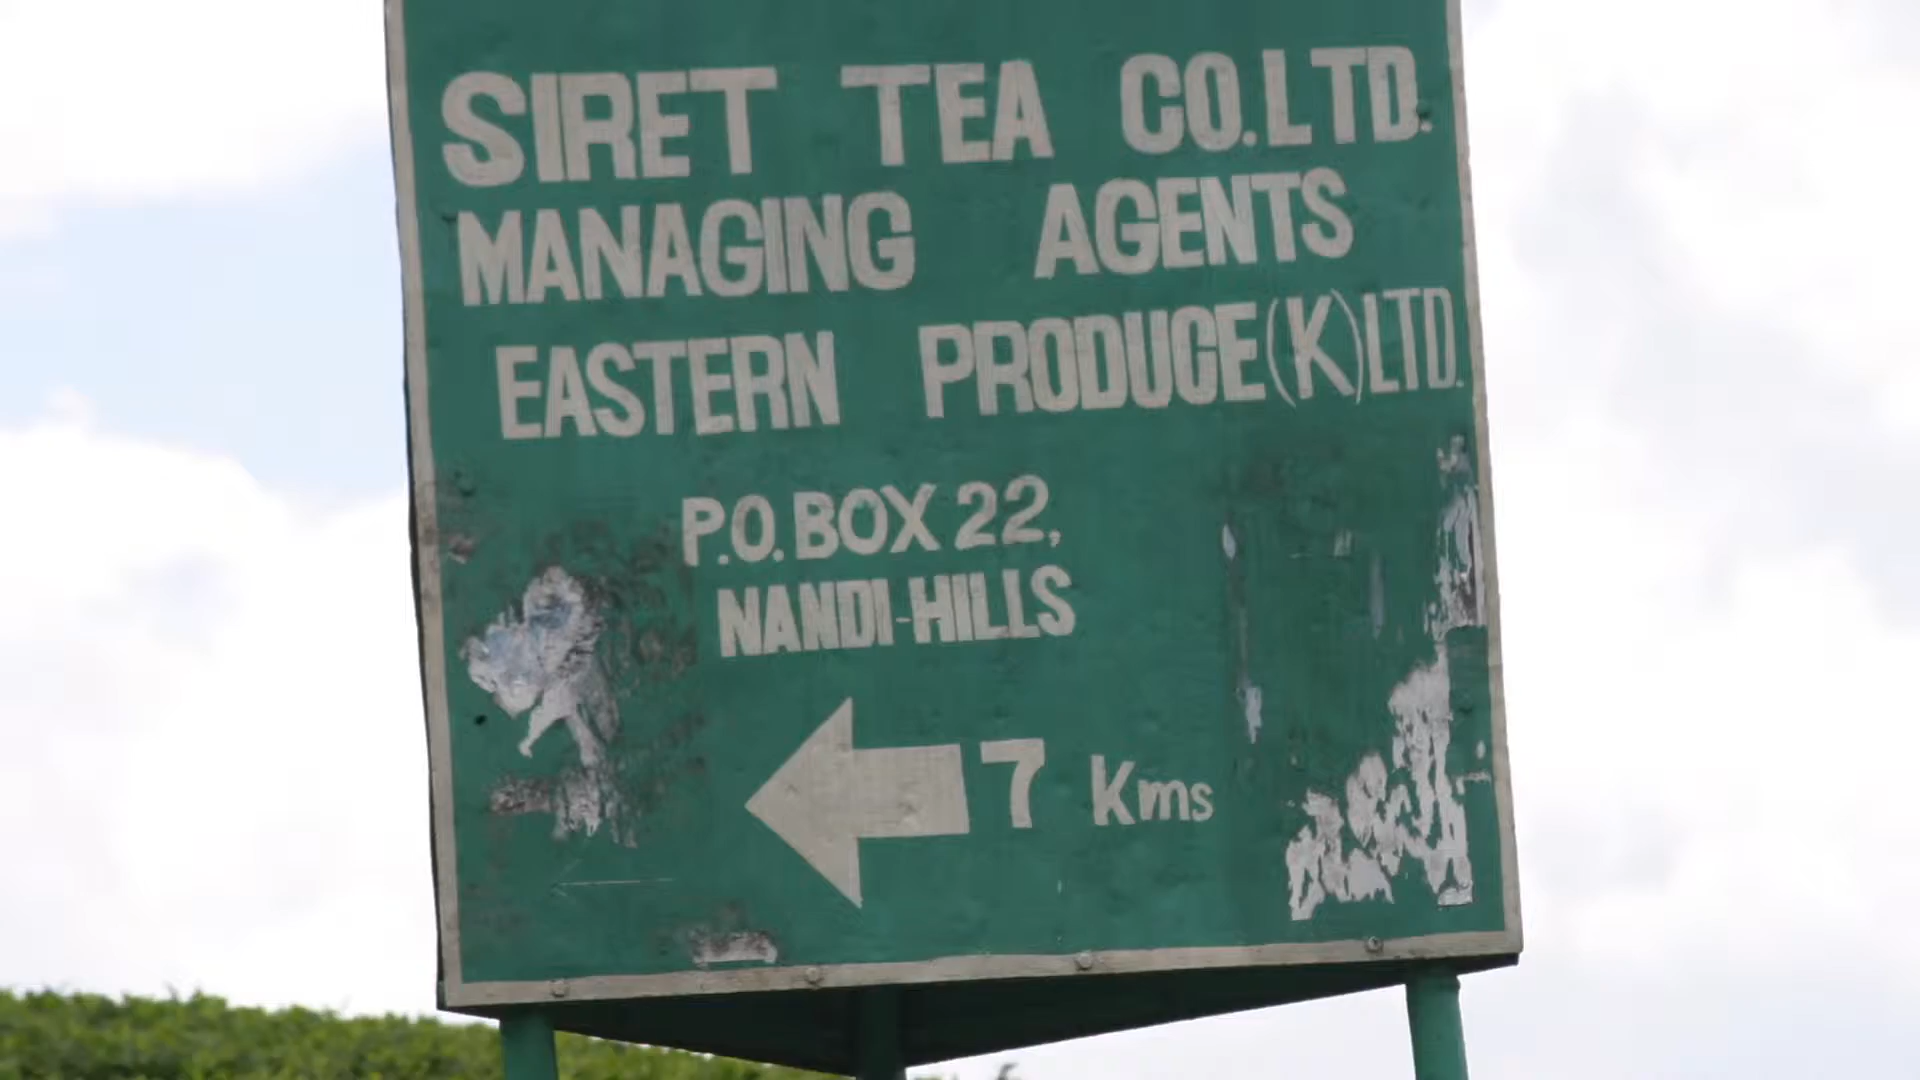 SIRET TEA CO.LTD.
MANAGING AGENTS
EASTERN PRODUCE(K)LTD.
P.O.BOX 22,
NANDI-HILLS
7 Kms